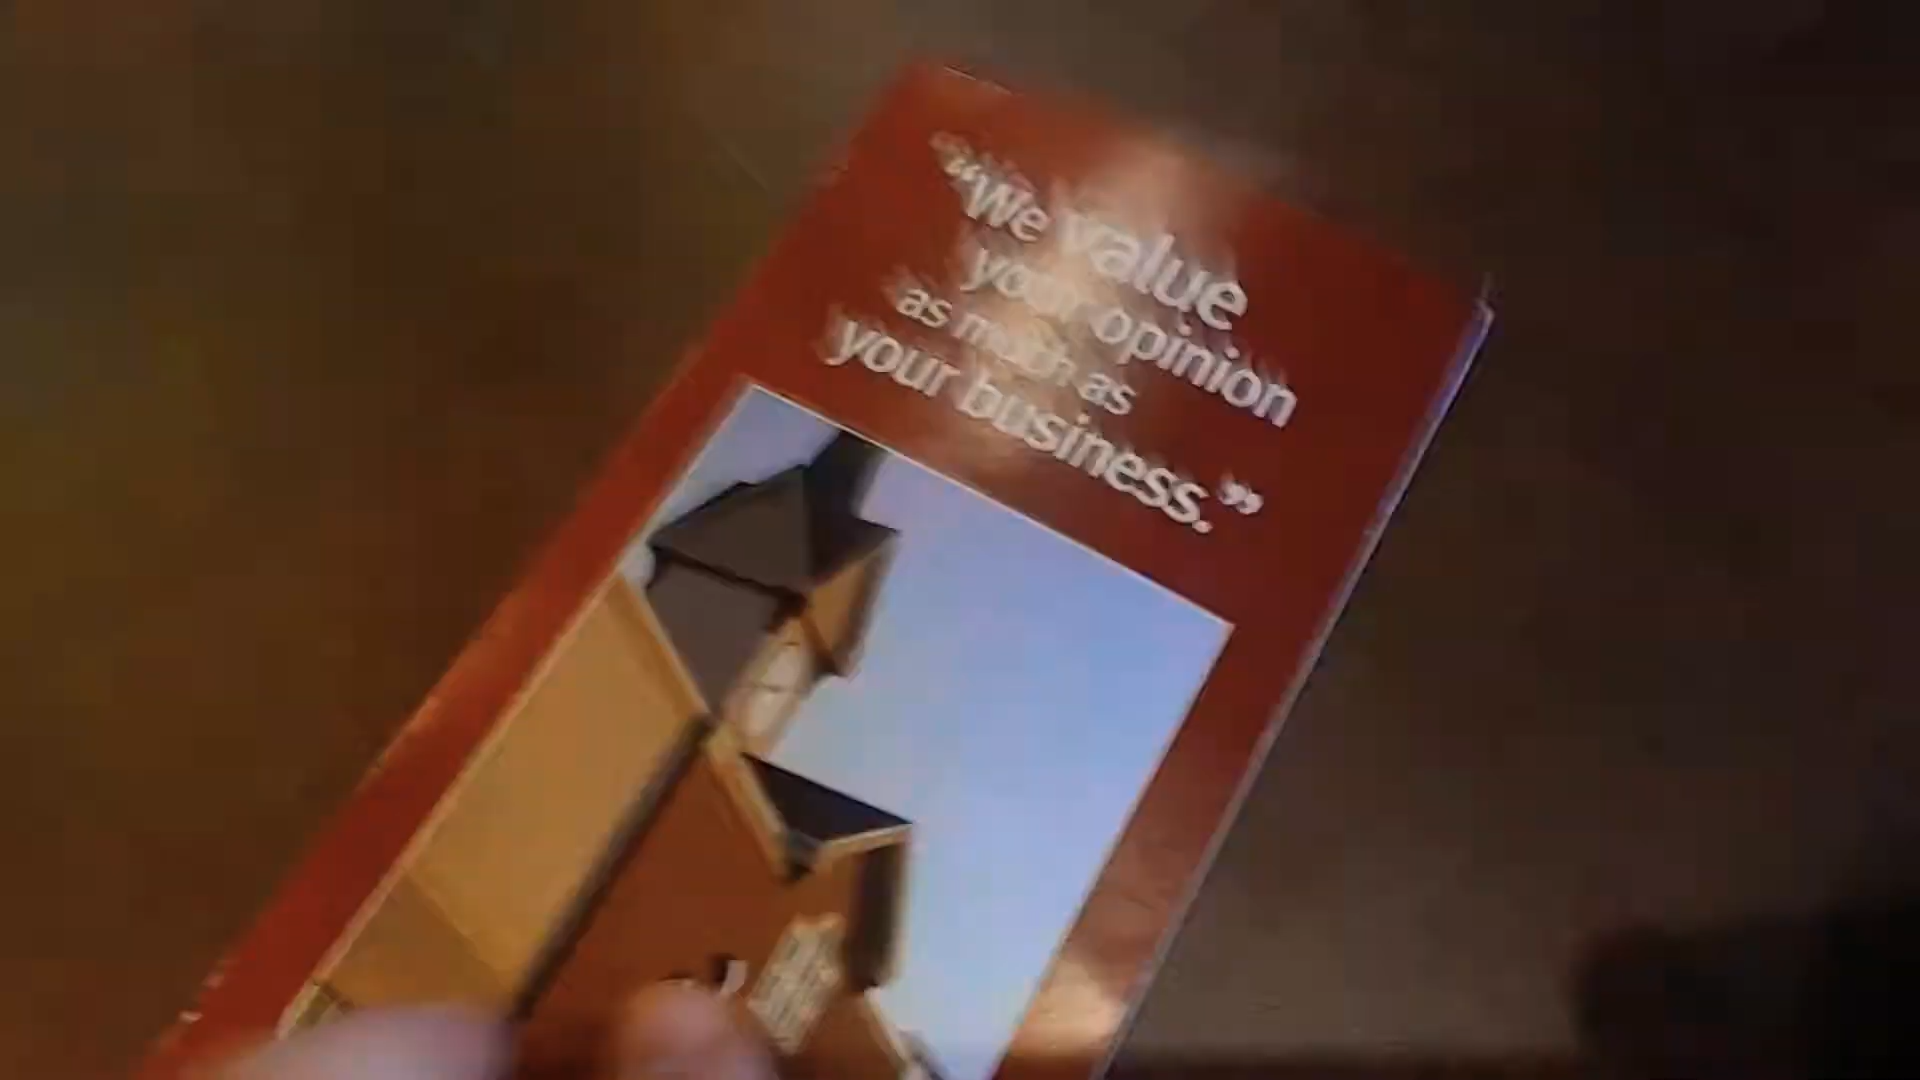 “We value
your opinion
as much as
your business.”